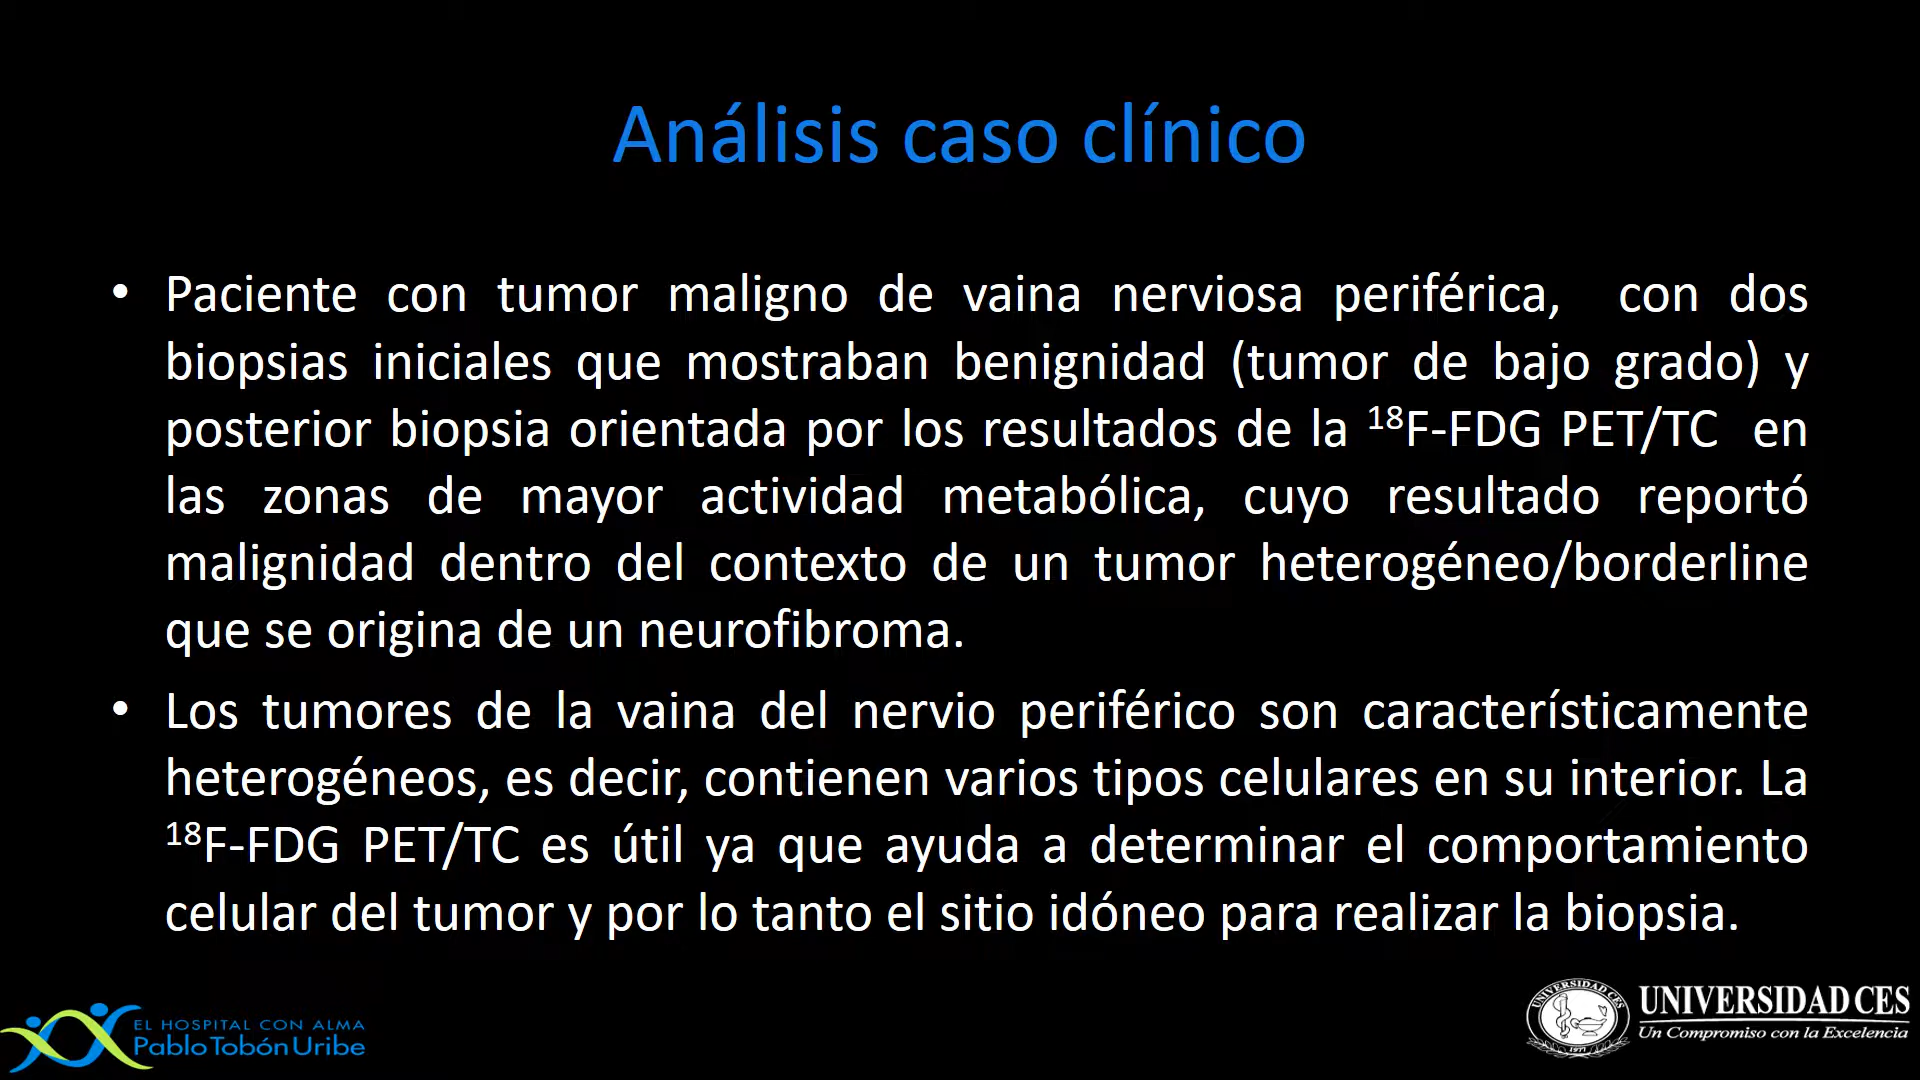 Análisis caso clínico
• Paciente con tumor maligno de vaina nerviosa periférica, con dos
biopsias iniciales que mostraban benignidad (tumor de bajo grado) y
posterior biopsia orientada por los resultados de la ¹⁸F-FDG PET/TC en
las zonas de mayor actividad metabólica, cuyo resultado reportó
malignidad dentro del contexto de un tumor heterogéneo/borderline
que se origina de un neurofibroma.
• Los tumores de la vaina del nervio periférico son característicamente
heterogéneos, es decir, contienen varios tipos celulares en su interior. La
¹⁸F-FDG PET/TC es útil ya que ayuda a determinar el comportamiento
celular del tumor y por lo tanto el sitio idóneo para realizar la biopsia.
EL HOSPITAL CON ALMA
Pablo Tobón Uribe
UNIVERSIDAD CES
1977
UNIVERSIDAD CES
Un Compromiso con la Excelencia